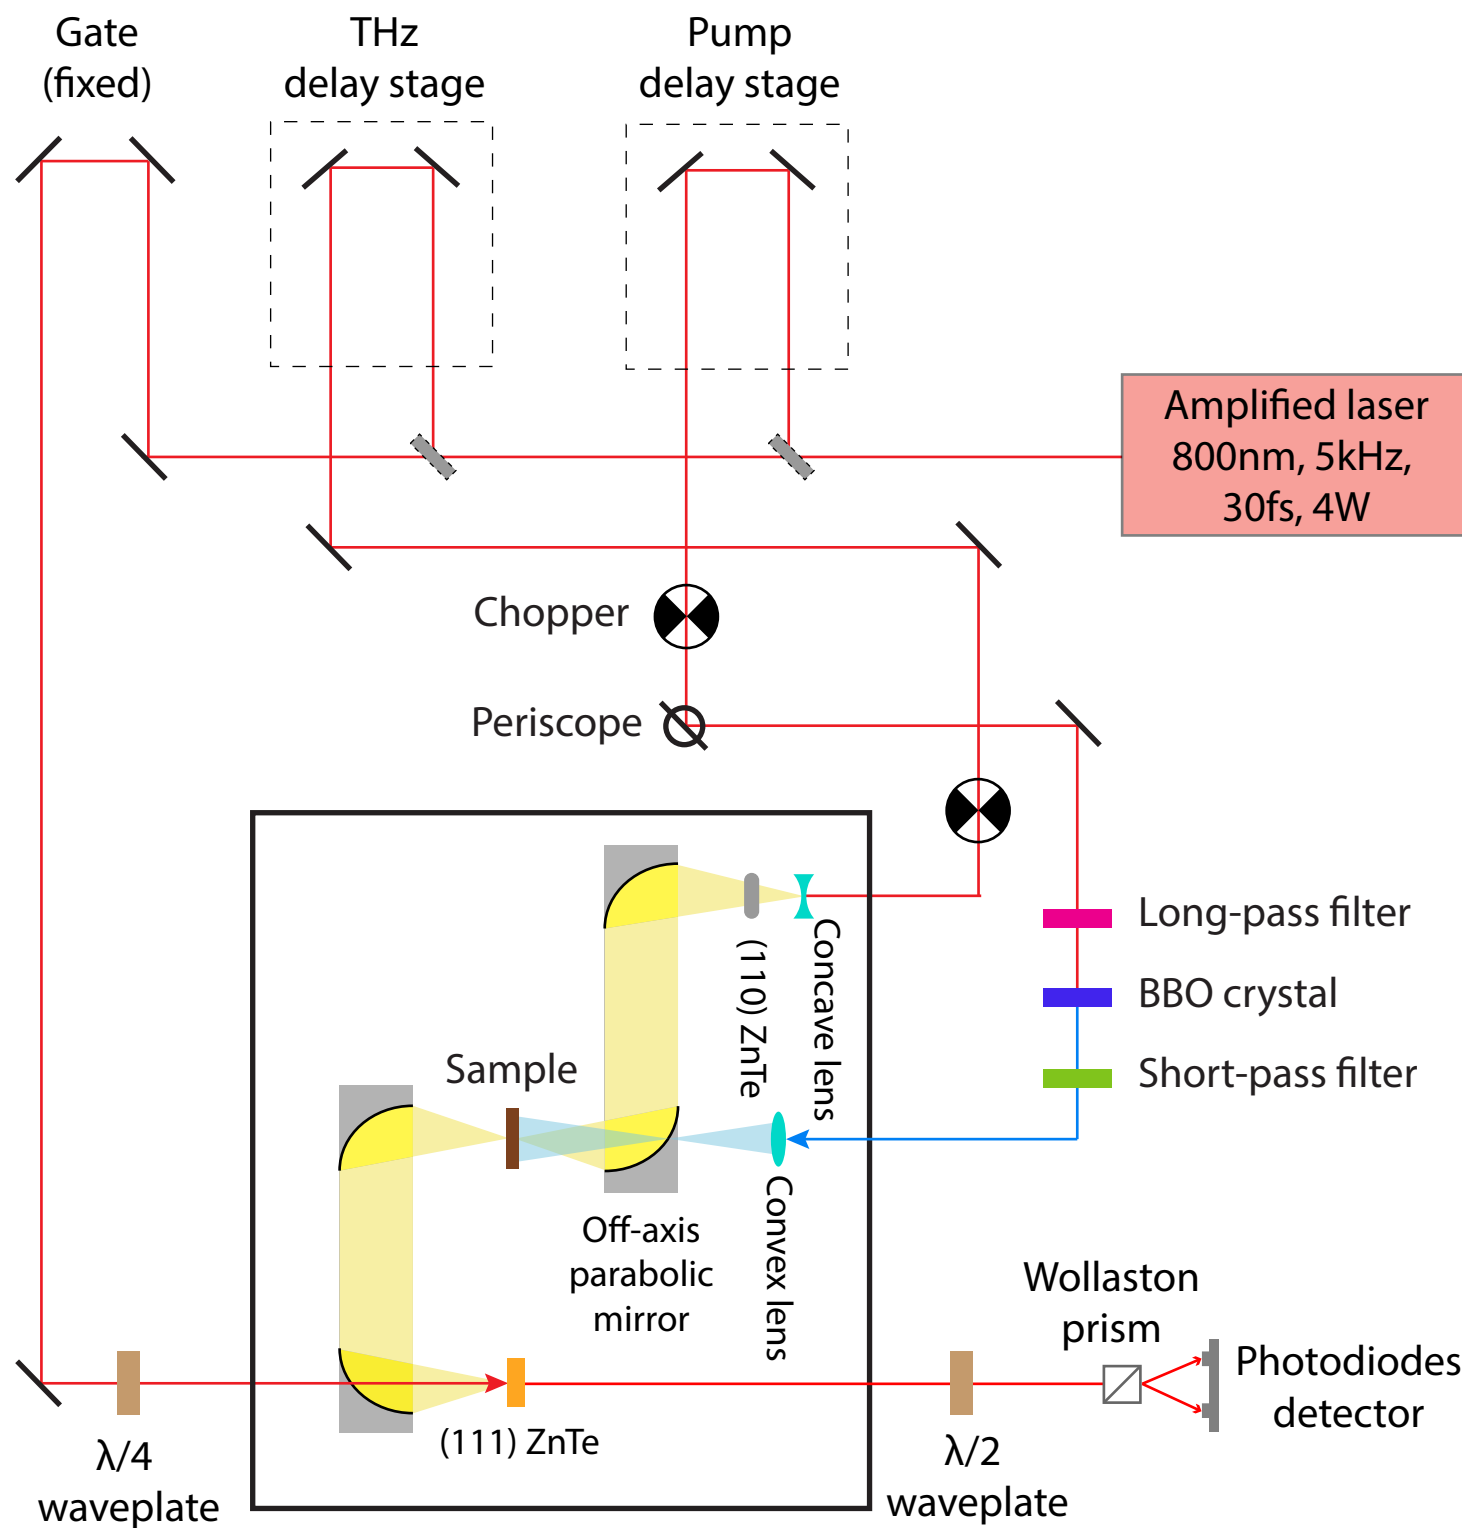 Gate
(fixed)
THz
delay stage
Pump
delay stage
Amplified laser
800nm, 5kHz,
30fs, 4W
Chopper
Periscope
Long-pass filter
BBO crystal
Short-pass filter
Concave lens
(110) ZnTe
Sample
Convex lens
Off-axis
parabolic
mirror
Wollaston
prism
Photodiodes
detector
(111) ZnTe
λ/4
waveplate
λ/2
waveplate